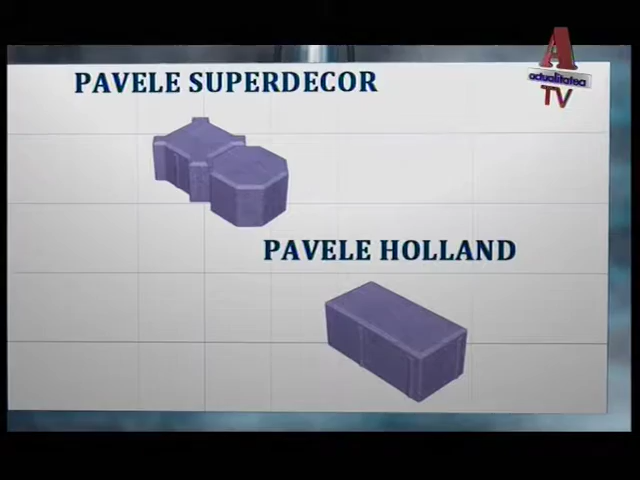 PAVELE SUPERDECOR
A
actualitatea
TV
PAVELE HOLLAND